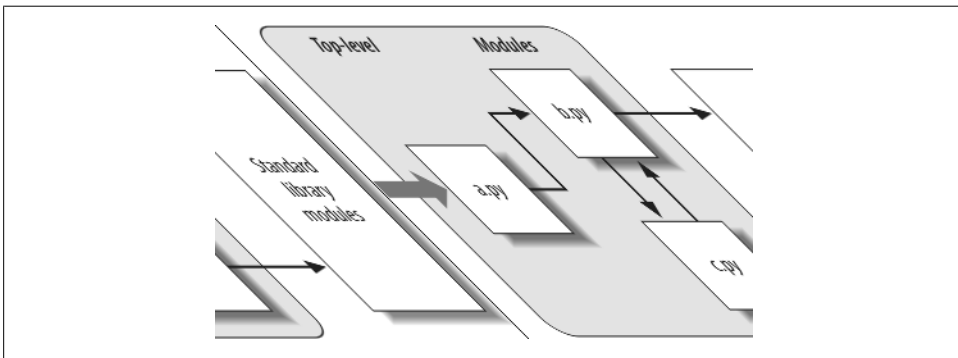 Top-level
Modules
b.py
Standard
library
modules
a.py
c.py